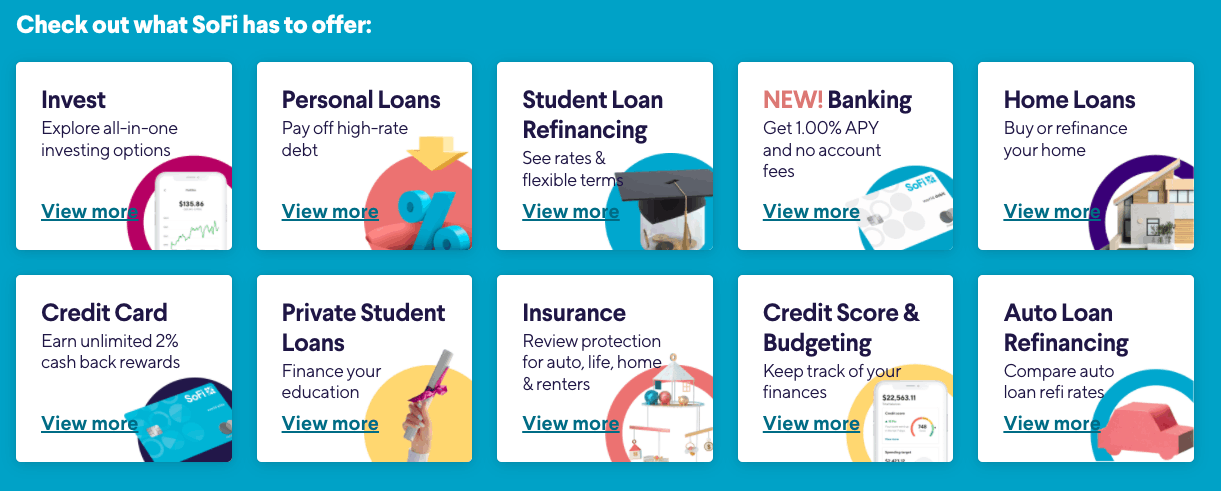 Check out what SoFi has to offer:
Invest
Explore all-in-one
investing options
View more
$135.86
Personal Loans
Pay off high-rate
debt
View more
%
Student Loan
Refinancing
See rates &
flexible terms
View more
NEW! Banking
Get 1.00% APY
and no account
fees
View more
SoFi
Home Loans
Buy or refinance
your home
View more
Credit Card
Earn unlimited 2%
cash back rewards
View more
SoFi
Private Student
Loans
Finance your
education
View more
Insurance
Review protection
for auto, life, home
& renters
View more
Credit Score &
Budgeting
Keep track of your
finances
View more
$22,563.11
Credit score
748
Spending target
Auto Loan
Refinancing
Compare auto
loan refi rates
View more